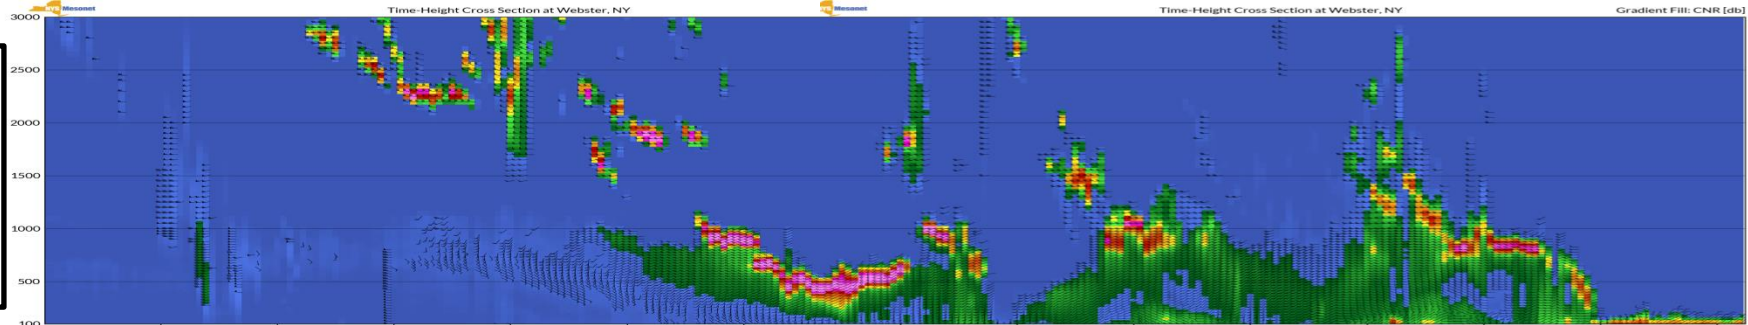 NYS Mesonet
Time-Height Cross Section at Webster, NY
NYS Mesonet
Time-Height Cross Section at Webster, NY
Gradient Fill: CNR [db]
3000
2500
2000
1500
1000
500
100